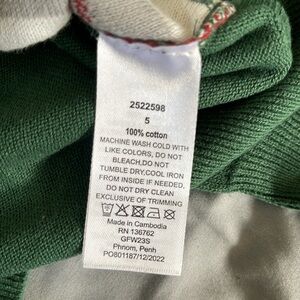 2522598
5
100% cotton
MACHINE WASH COLD WITH
LIKE COLORS, DO NOT
BLEACH,DO NOT
TUMBLE DRY,COOL IRON
FROM INSIDE IF NEEDED,
DO NOT DRY CLEAN
EXCLUSIVE OF TRIMMING
Made in Cambodia
RN 136762
GFW23S
Phnom, Penh
PO801187/12/2022